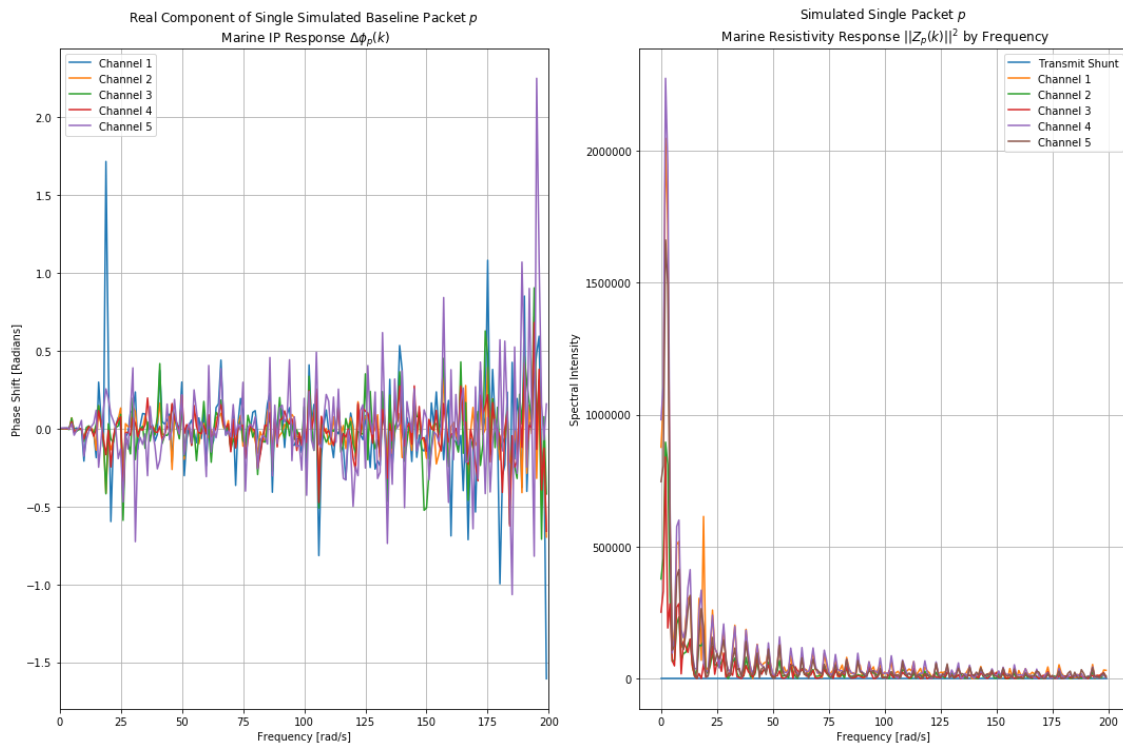 Real Component of Single Simulated Baseline Packet p
Marine IP Response Δϕₚ(k)
Channel 1
Channel 2
Channel 3
Channel 4
Channel 5
2.0
1.5
1.0
0.5
0.0
−0.5
−1.0
−1.5
Phase Shift [Radians]
0 25 50 75 100 125 150 175 200
Frequency [rad/s]
Simulated Single Packet p
Marine Resistivity Response ||Zₚ(k)||² by Frequency
Transmit Shunt
Channel 1
Channel 2
Channel 3
Channel 4
Channel 5
2000000
1500000
1000000
500000
0
Spectral Intensity
0 25 50 75 100 125 150 175 200
Frequency [rad/s]